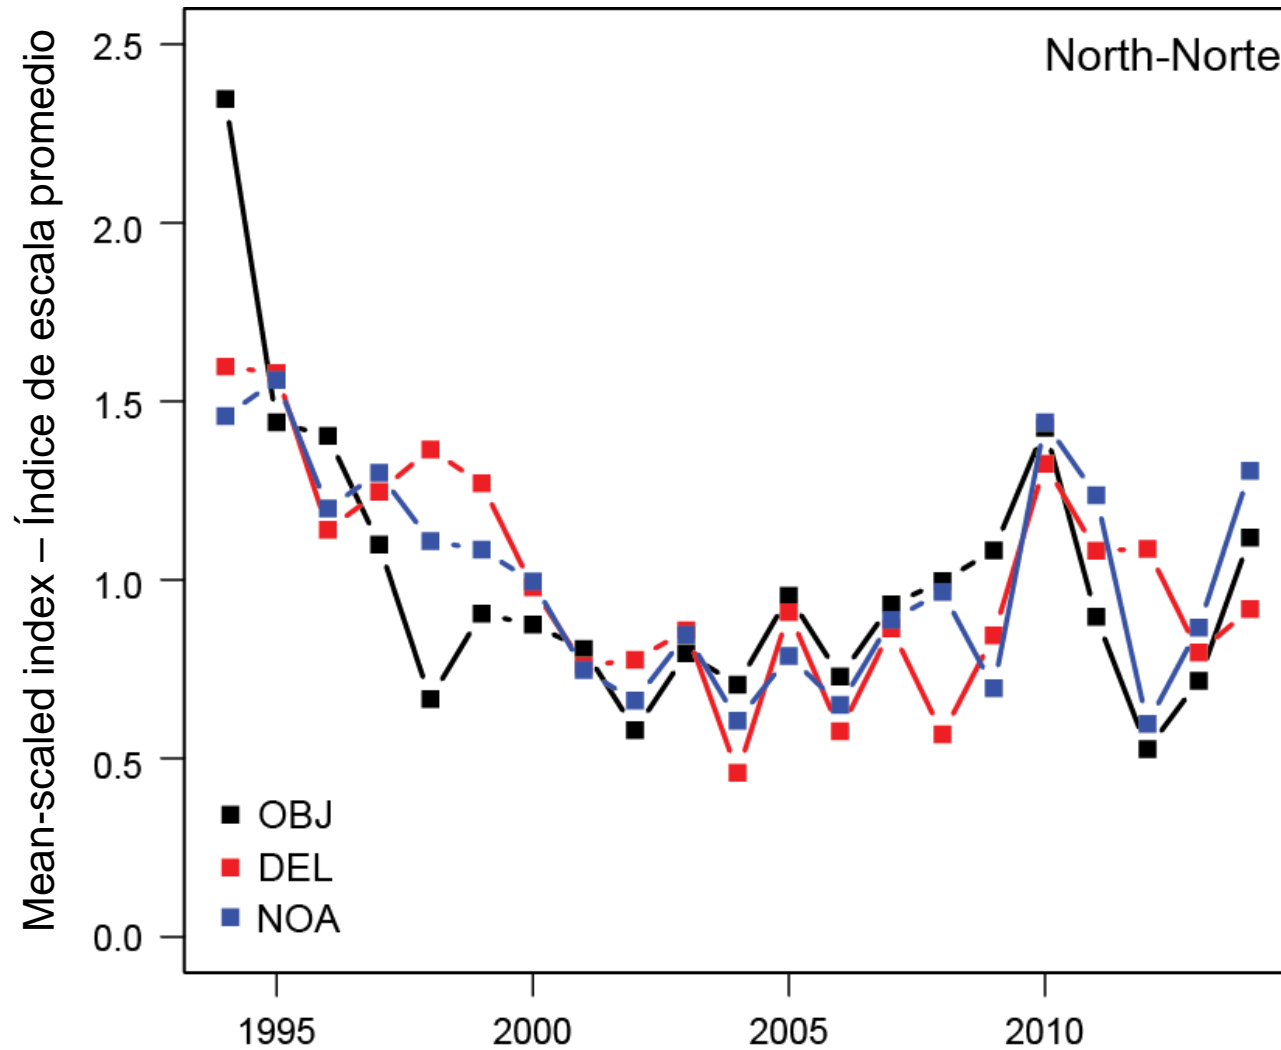 North-Norte
Mean-scaled index – Índice de escala promedio
2.5
2.0
1.5
1.0
0.5
0.0
OBJ
DEL
NOA
1995
2000
2005
2010